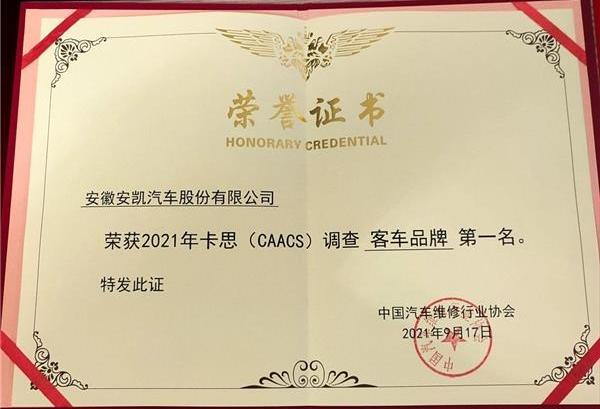 荣誉证书
HONORARY CREDENTIAL
安徽安凯汽车股份有限公司
荣获2021年卡思（CAACS）调查 客车品牌 第一名。
特发此证
中国汽车维修行业协会
2021年9月17日